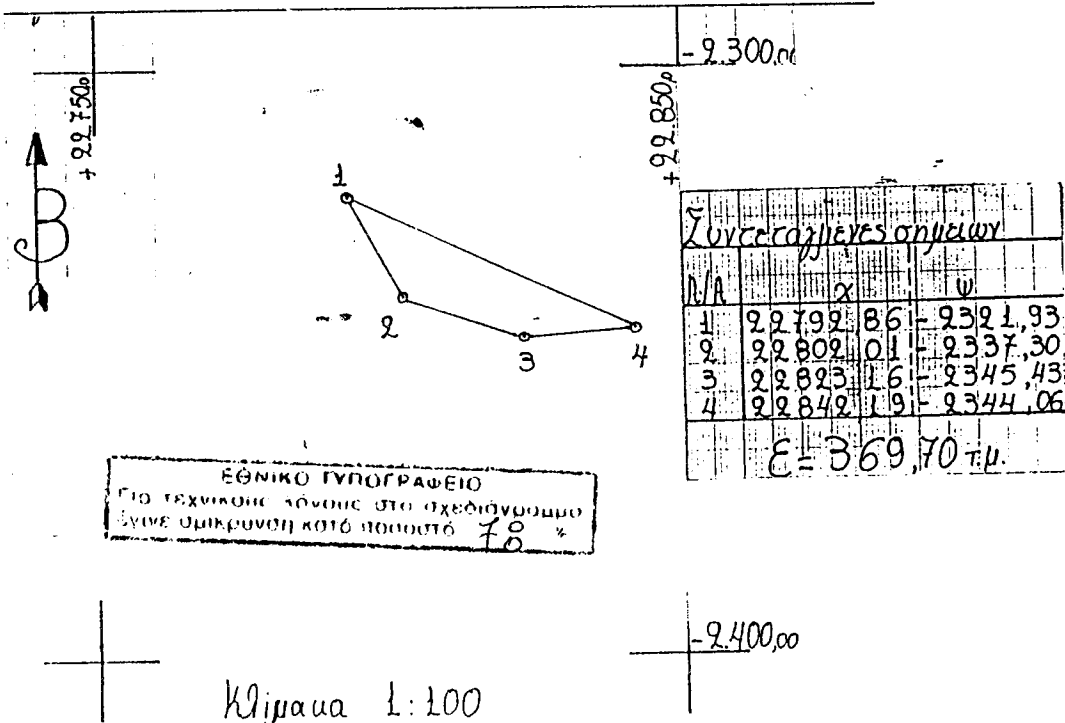 -2.300,00
+22.750,0
+22.850,0
Β
1
2
3
4
Συντεταγμένες σημείων
Α/Α χ ψ
1 22792,86 -2321,93
2 22802,01 -2337,30
3 22823,16 -2345,43
4 22842,19 -2344,06
Ε=369,70 τ.μ.
ΕΘΝΙΚΟ ΤΥΠΟΓΡΑΦΕΙΟ
Για τεχνικούς λόγους στο σχεδιάγραμμα
έγινε σμίκρυνση κατά ποσοστό 78 %
-2.400,00
Κλίμακα 1:100